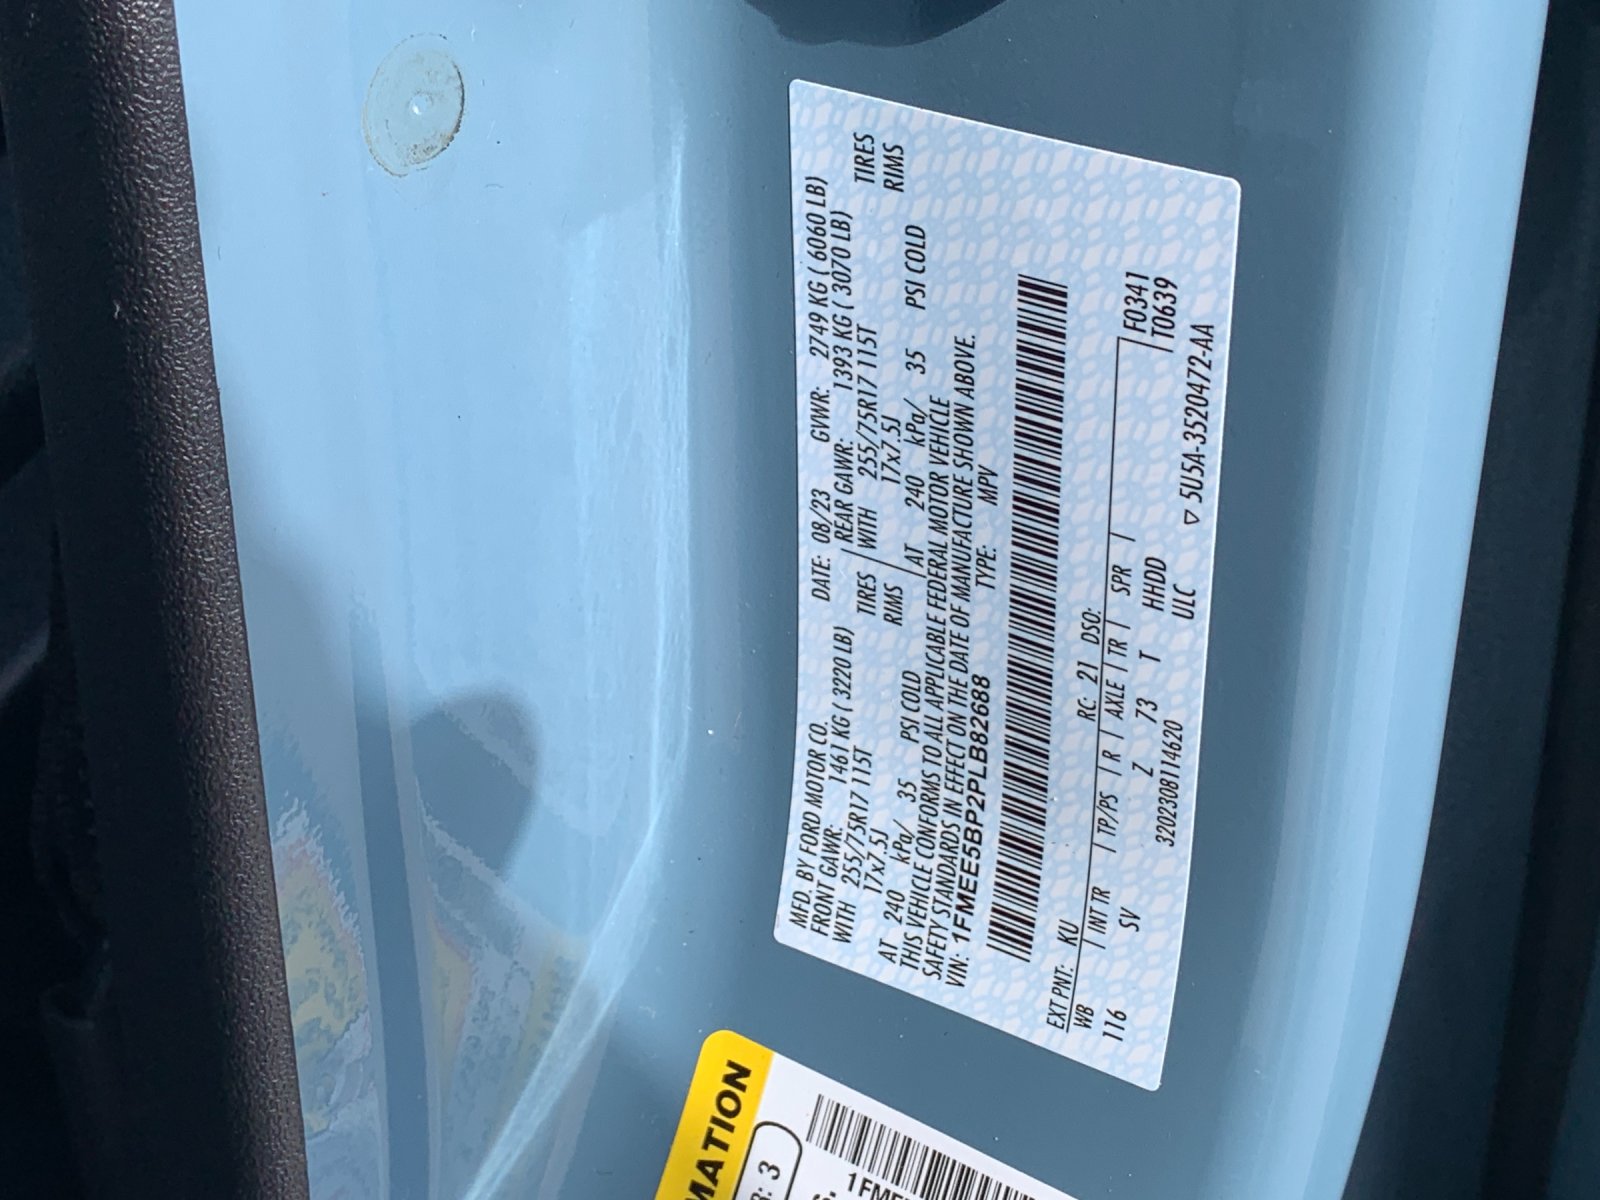 MFD. BY FORD MOTOR CO. DATE: 08/23 GVWR: 2749 KG ( 6060 LB)
FRONT GAWR: 1461 KG ( 3220 LB) REAR GAWR: 1393 KG ( 3070 LB)
WITH 255/75R17 115T TIRES WITH 255/75R17 115T TIRES
17x7.5J RIMS 17x7.5J RIMS
AT 240 kPa/ 35 PSI COLD AT 240 kPa/ 35 PSI COLD
THIS VEHICLE CONFORMS TO ALL APPLICABLE FEDERAL MOTOR VEHICLE
SAFETY STANDARDS IN EFFECT ON THE DATE OF MANUFACTURE SHOWN ABOVE.
VIN: 1FMEE5BP2PLB82688 TYPE: MPV
EXT PNT: KU RC: 21 DSO:
WB INT TR TP/PS R AXLE TR SPR F0341
116 SV Z 73 T HHDD T0639
3202308114620 ULC ▽ 5U5A-3520472-AA
MATION
R: 3